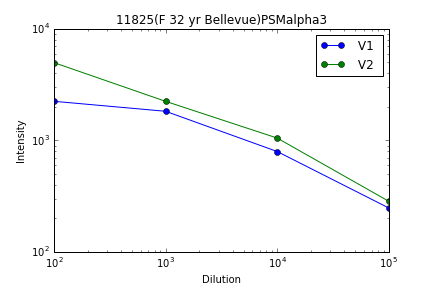 11825(F 32 yr Bellevue)PSMalpha3
V1
V2
10^4
10^3
10^2
Intensity
10^2 10^3 10^4 10^5
Dilution